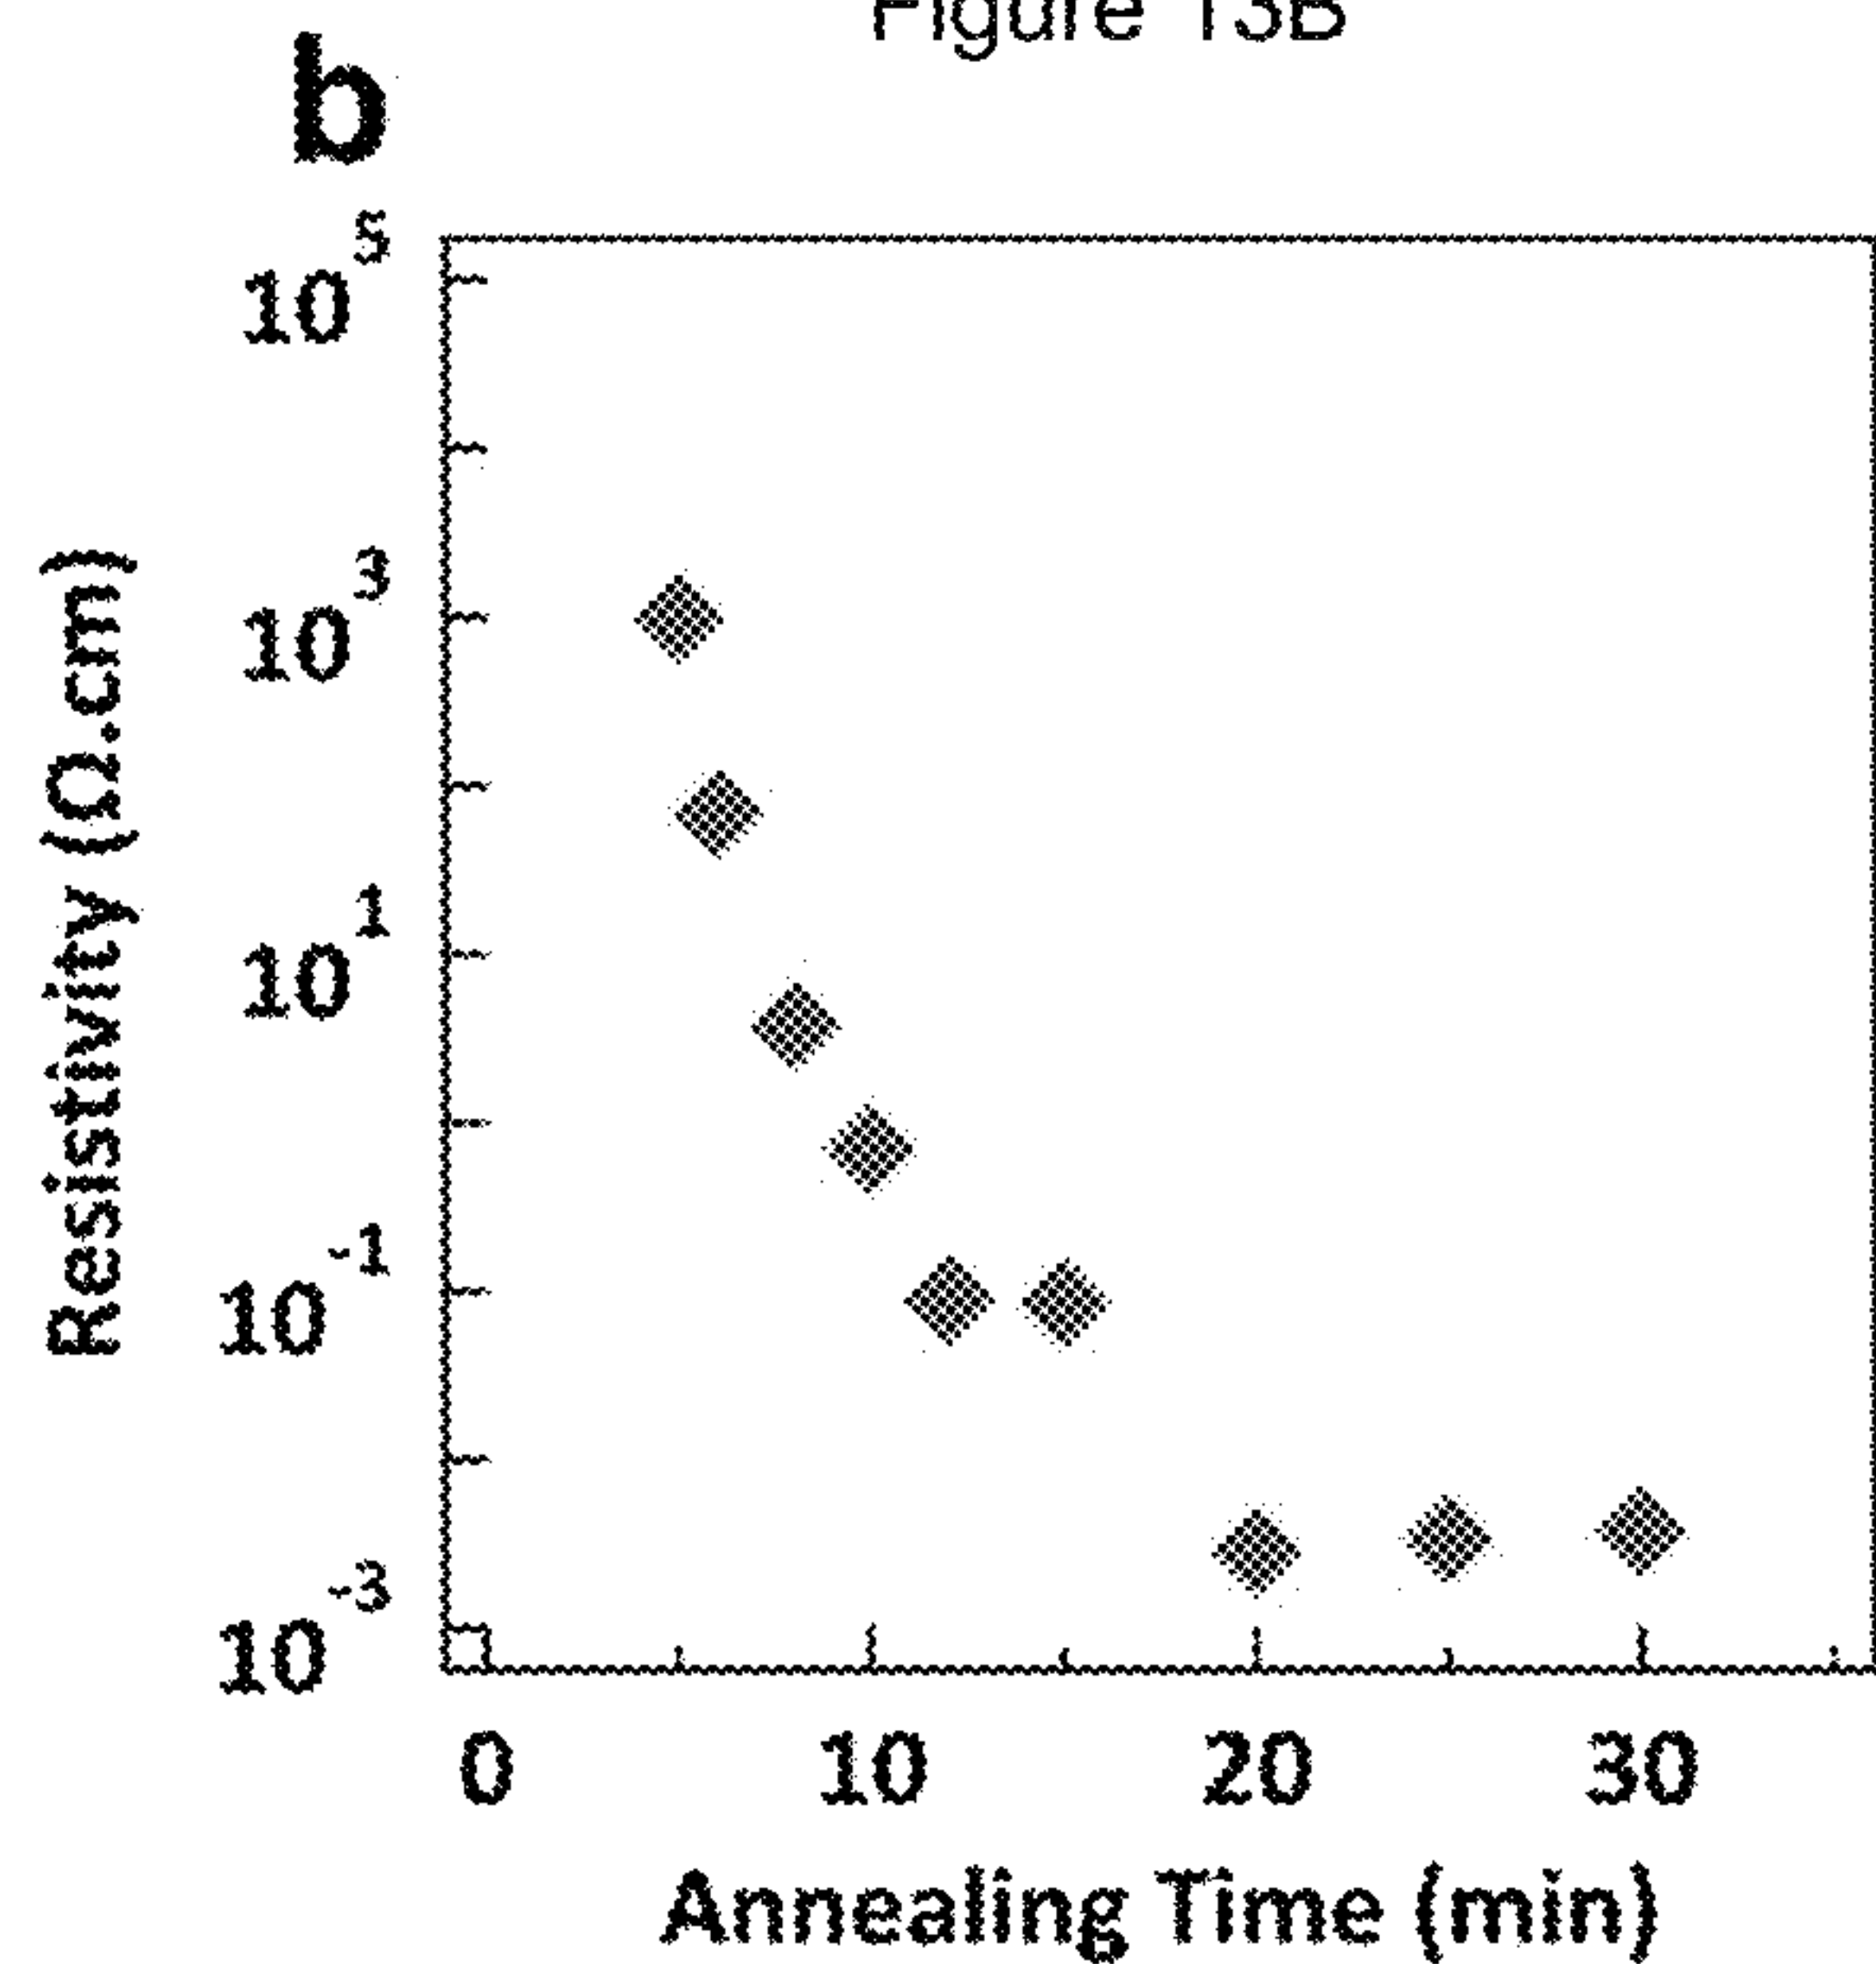 Figure 13B
b
10^5
10^3
10^1
10^-1
10^-3
Resistivity (Ω.cm)
0 10 20 30
Annealing Time (min)